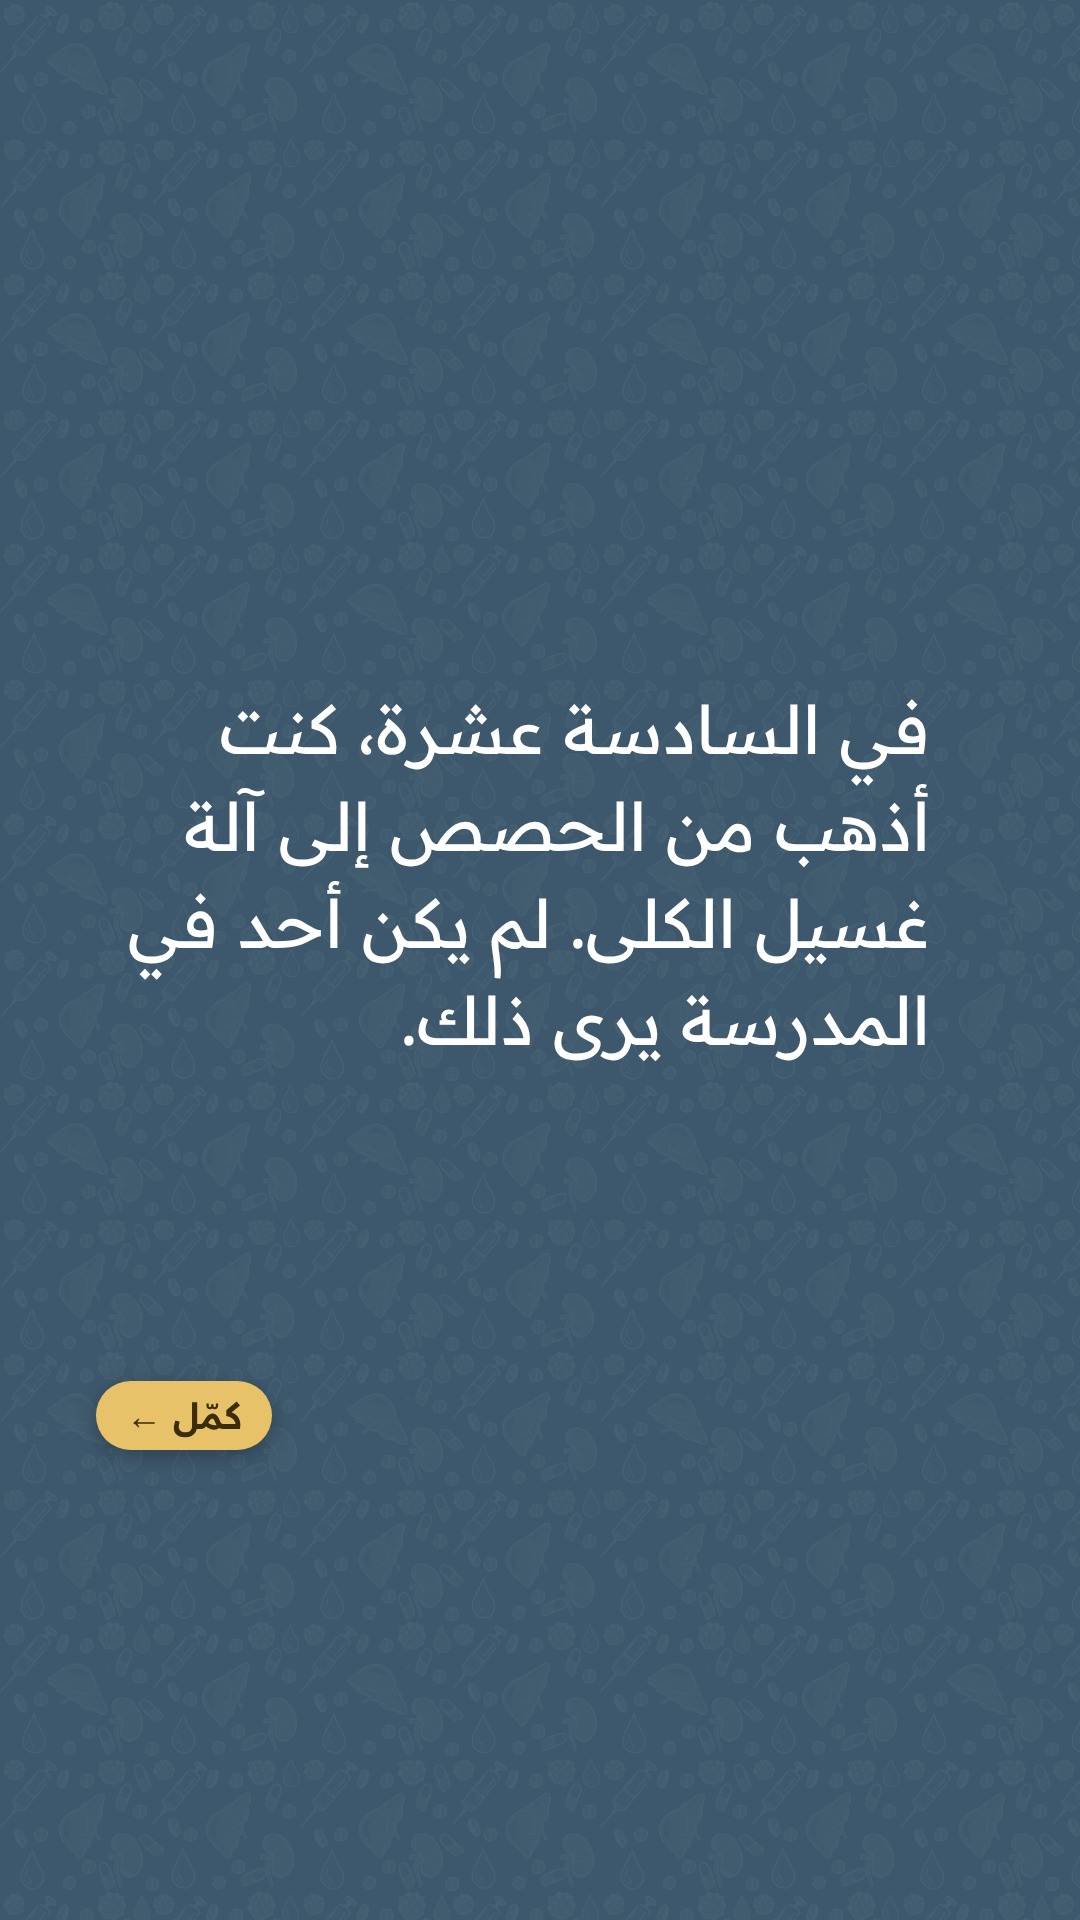 في السادسة عشرة، كنت
أذهب من الحصص إلى آلة
غسيل الكلى. لم يكن أحد في
المدرسة يرى ذلك.
كمّل ←